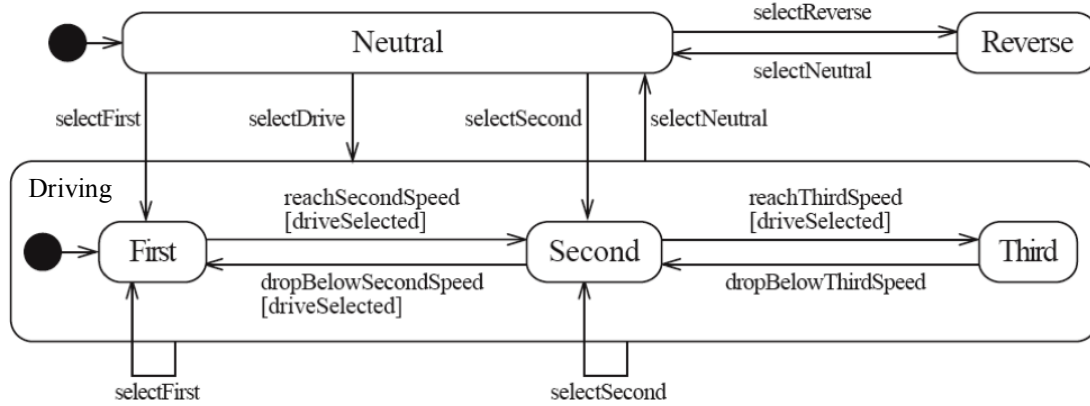 selectReverse
Neutral
Reverse
selectNeutral
selectFirst
selectDrive
selectSecond
selectNeutral
Driving
reachSecondSpeed
[driveSelected]
reachThirdSpeed
[driveSelected]
First
Second
Third
dropBelowSecondSpeed
[driveSelected]
dropBelowThirdSpeed
selectFirst
selectSecond